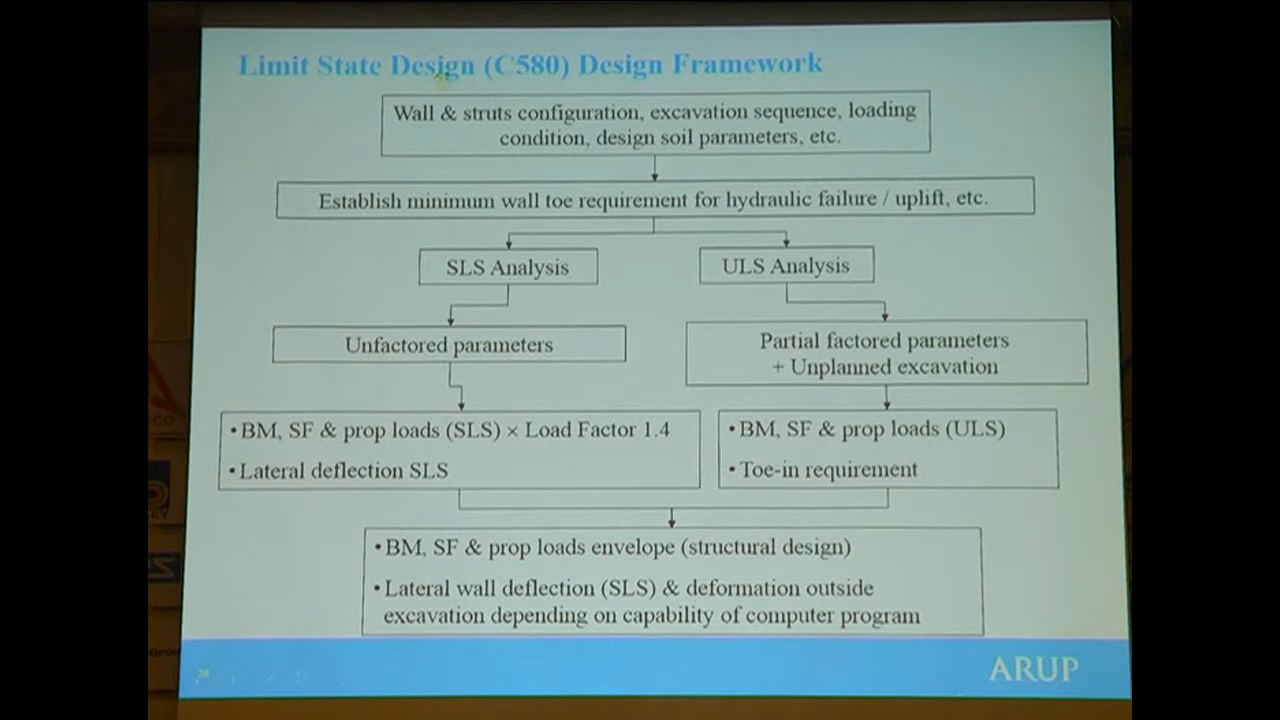 Limit State Design (C580) Design Framework
Wall & struts configuration, excavation sequence, loading
condition, design soil parameters, etc.
Establish minimum wall toe requirement for hydraulic failure / uplift, etc.
SLS Analysis
ULS Analysis
Unfactored parameters
Partial factored parameters
+ Unplanned excavation
• BM, SF & prop loads (SLS) × Load Factor 1.4
• Lateral deflection SLS
• BM, SF & prop loads (ULS)
• Toe-in requirement
• BM, SF & prop loads envelope (structural design)
• Lateral wall deflection (SLS) & deformation outside
excavation depending on capability of computer program
ARUP